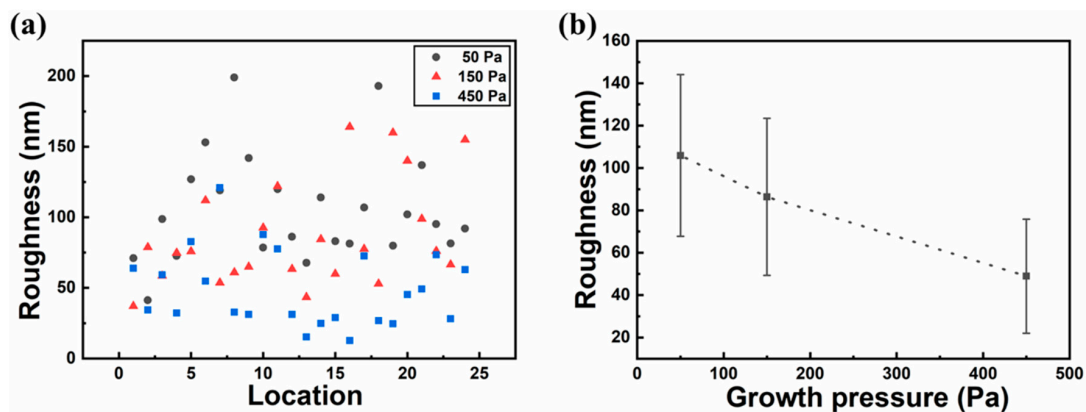 (a)
Roughness (nm)
200
150
100
50
0
50 Pa
150 Pa
450 Pa
0 5 10 15 20 25
Location
(b)
Roughness (nm)
160
140
120
100
80
60
40
20
0 100 200 300 400 500
Growth pressure (Pa)